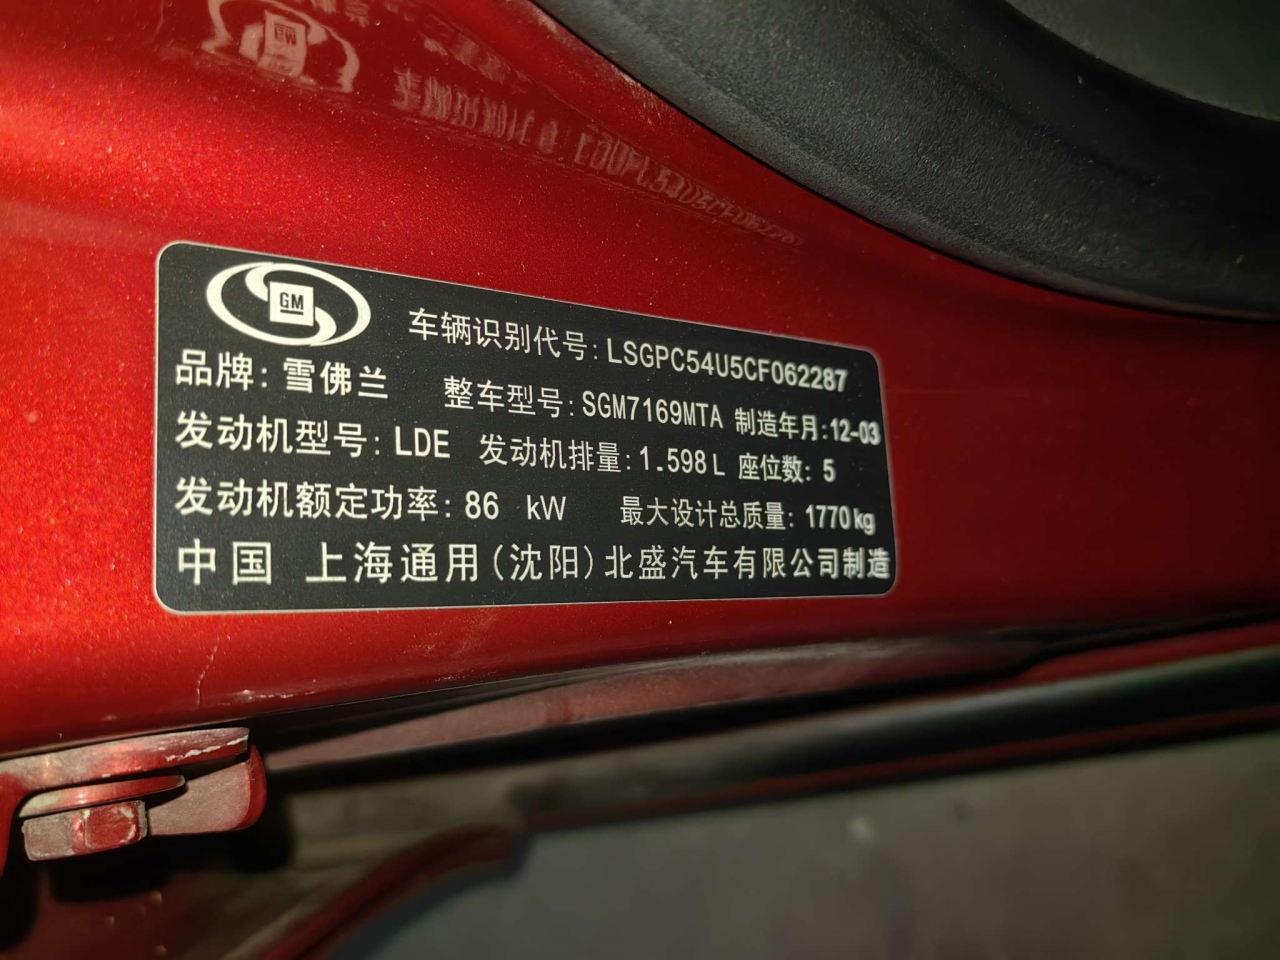 GM
车辆识别代号:LSGPC54U5CF062287
品牌:雪佛兰 整车型号:SGM7169MTA 制造年月:12-03
发动机型号:LDE 发动机排量:1.598L 座位数:5
发动机额定功率:86 kW 最大设计总质量:1770kg
中国 上海通用(沈阳)北盛汽车有限公司制造